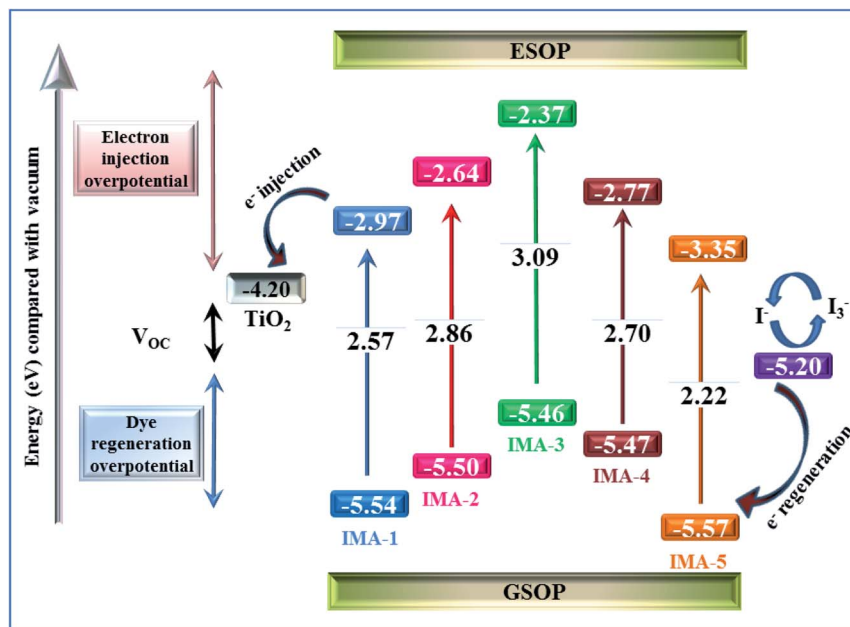 ESOP
Energy (eV) compared with vacuum
Electron
injection
overpotential
e⁻ injection
-4.20
TiO₂
V_OC
Dye
regeneration
overpotential
-2.97
2.57
-5.54
IMA-1
-2.64
2.86
-5.50
IMA-2
-2.37
3.09
-5.46
IMA-3
-2.77
2.70
-5.47
IMA-4
-3.35
2.22
-5.57
IMA-5
I⁻
I₃⁻
-5.20
e⁻ regeneration
GSOP